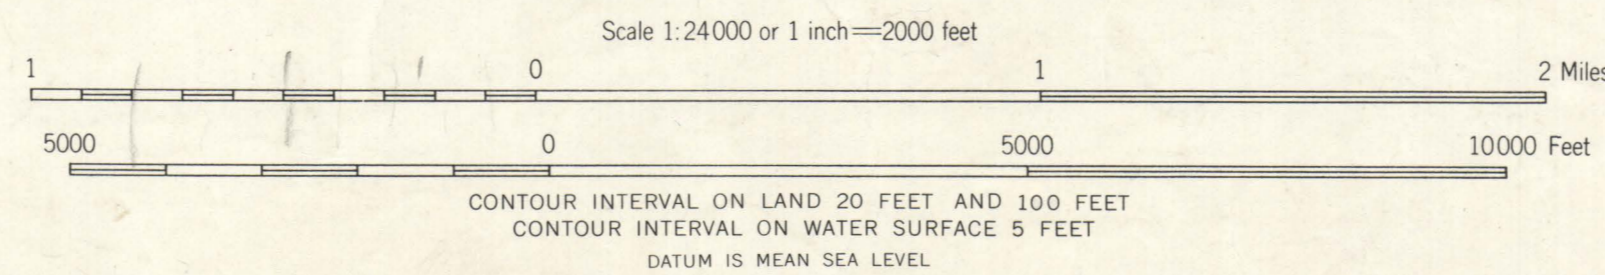 Scale 1:24000 or 1 inch=2000 feet
1 0 1 2 Miles
5000 0 5000 10000 Feet
CONTOUR INTERVAL ON LAND 20 FEET AND 100 FEET
CONTOUR INTERVAL ON WATER SURFACE 5 FEET
DATUM IS MEAN SEA LEVEL